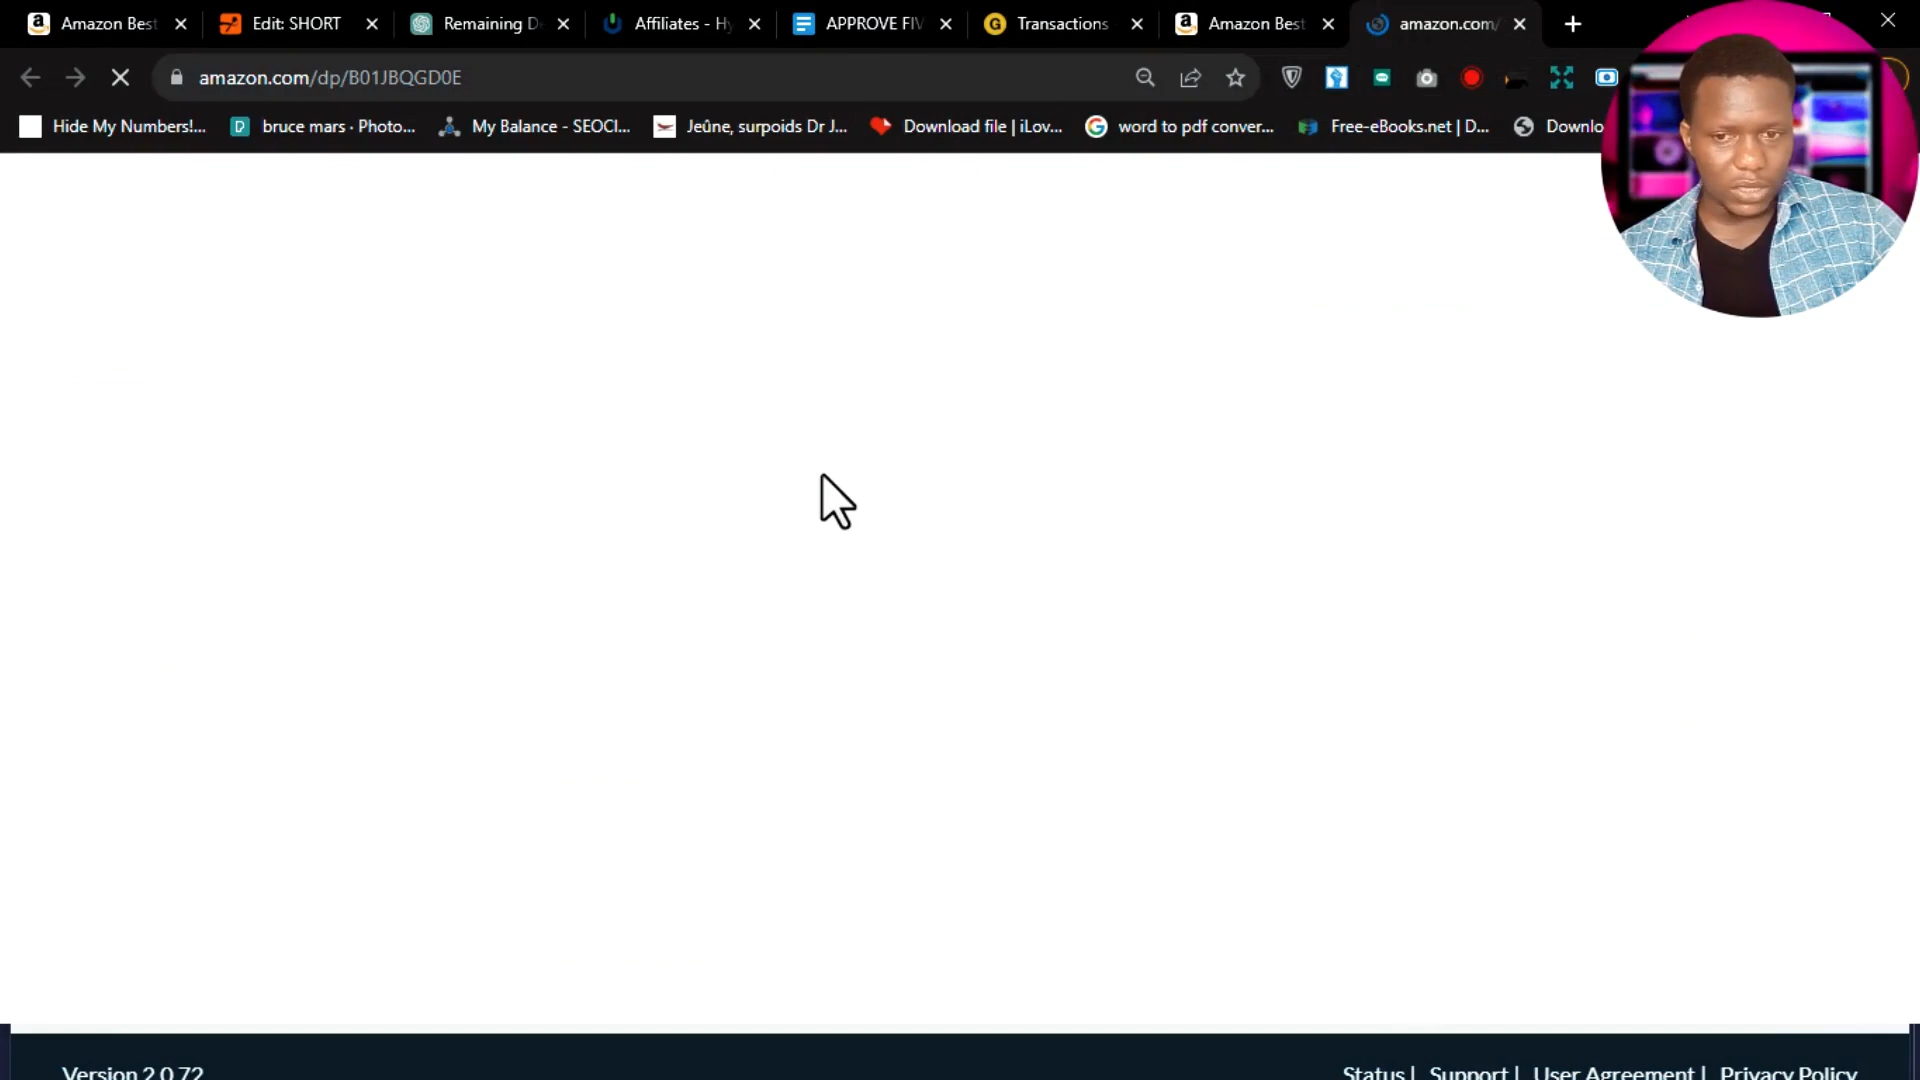 Amazon Best
Edit: SHORT
Remaining D
Affiliates - Hy
APPROVE FIV
Transactions
Amazon Best
amazon.com/
amazon.com/dp/B01JBQGD0E
Hide My Numbers!...
bruce mars · Photo...
My Balance - SEOCl...
Jeûne, surpoids Dr J...
Download file | iLov...
word to pdf conver...
Free-eBooks.net | D...
Downlo
Version 2.0.72
Status | Support | User Agreement | Privacy Policy